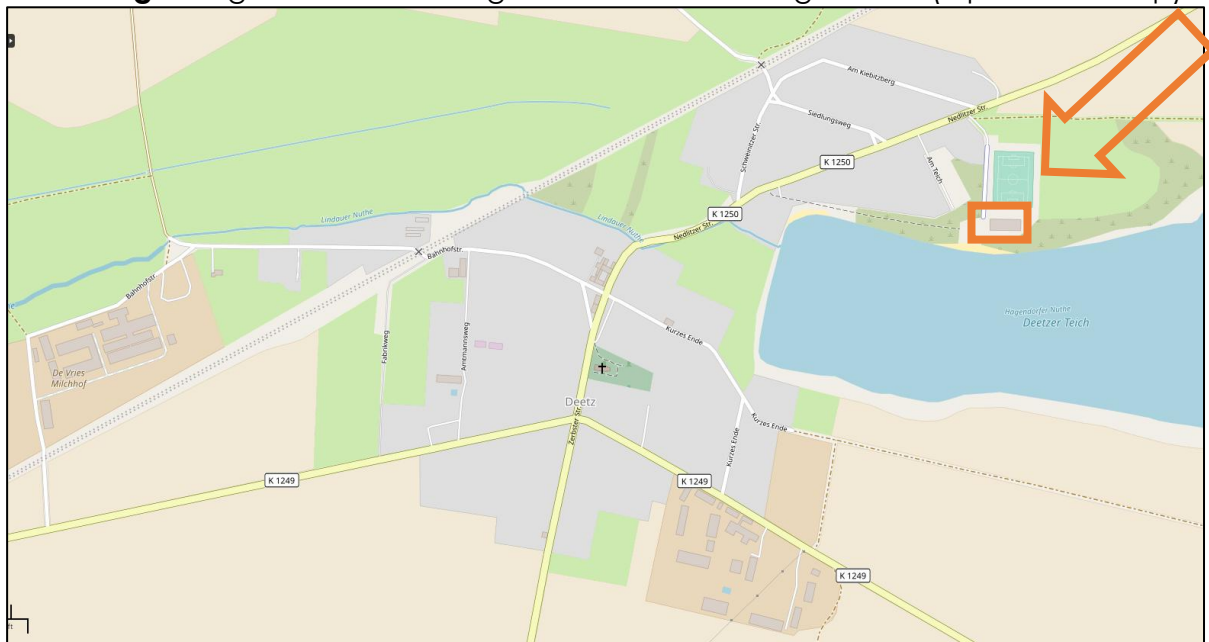 Am Kiebitzberg
Nedlitzer Str.
Siedlungsweg
Schweinitzer Str.
K 1250
Am Teich
K 1250
Lindauer Nuthe
Lindauer Nuthe
Nedlitzer Str.
Bahnhofstr.
Bahnhofstr.
Hagendorfer Nuthe
Deetzer Teich
Kurzes Ende
Fabrikweg
Amtmannsweg
De Vries
Milchhof
Deetz
Zerbster Str.
Kurzes Ende
Kurzes Ende
K 1249
K 1249
K 1249